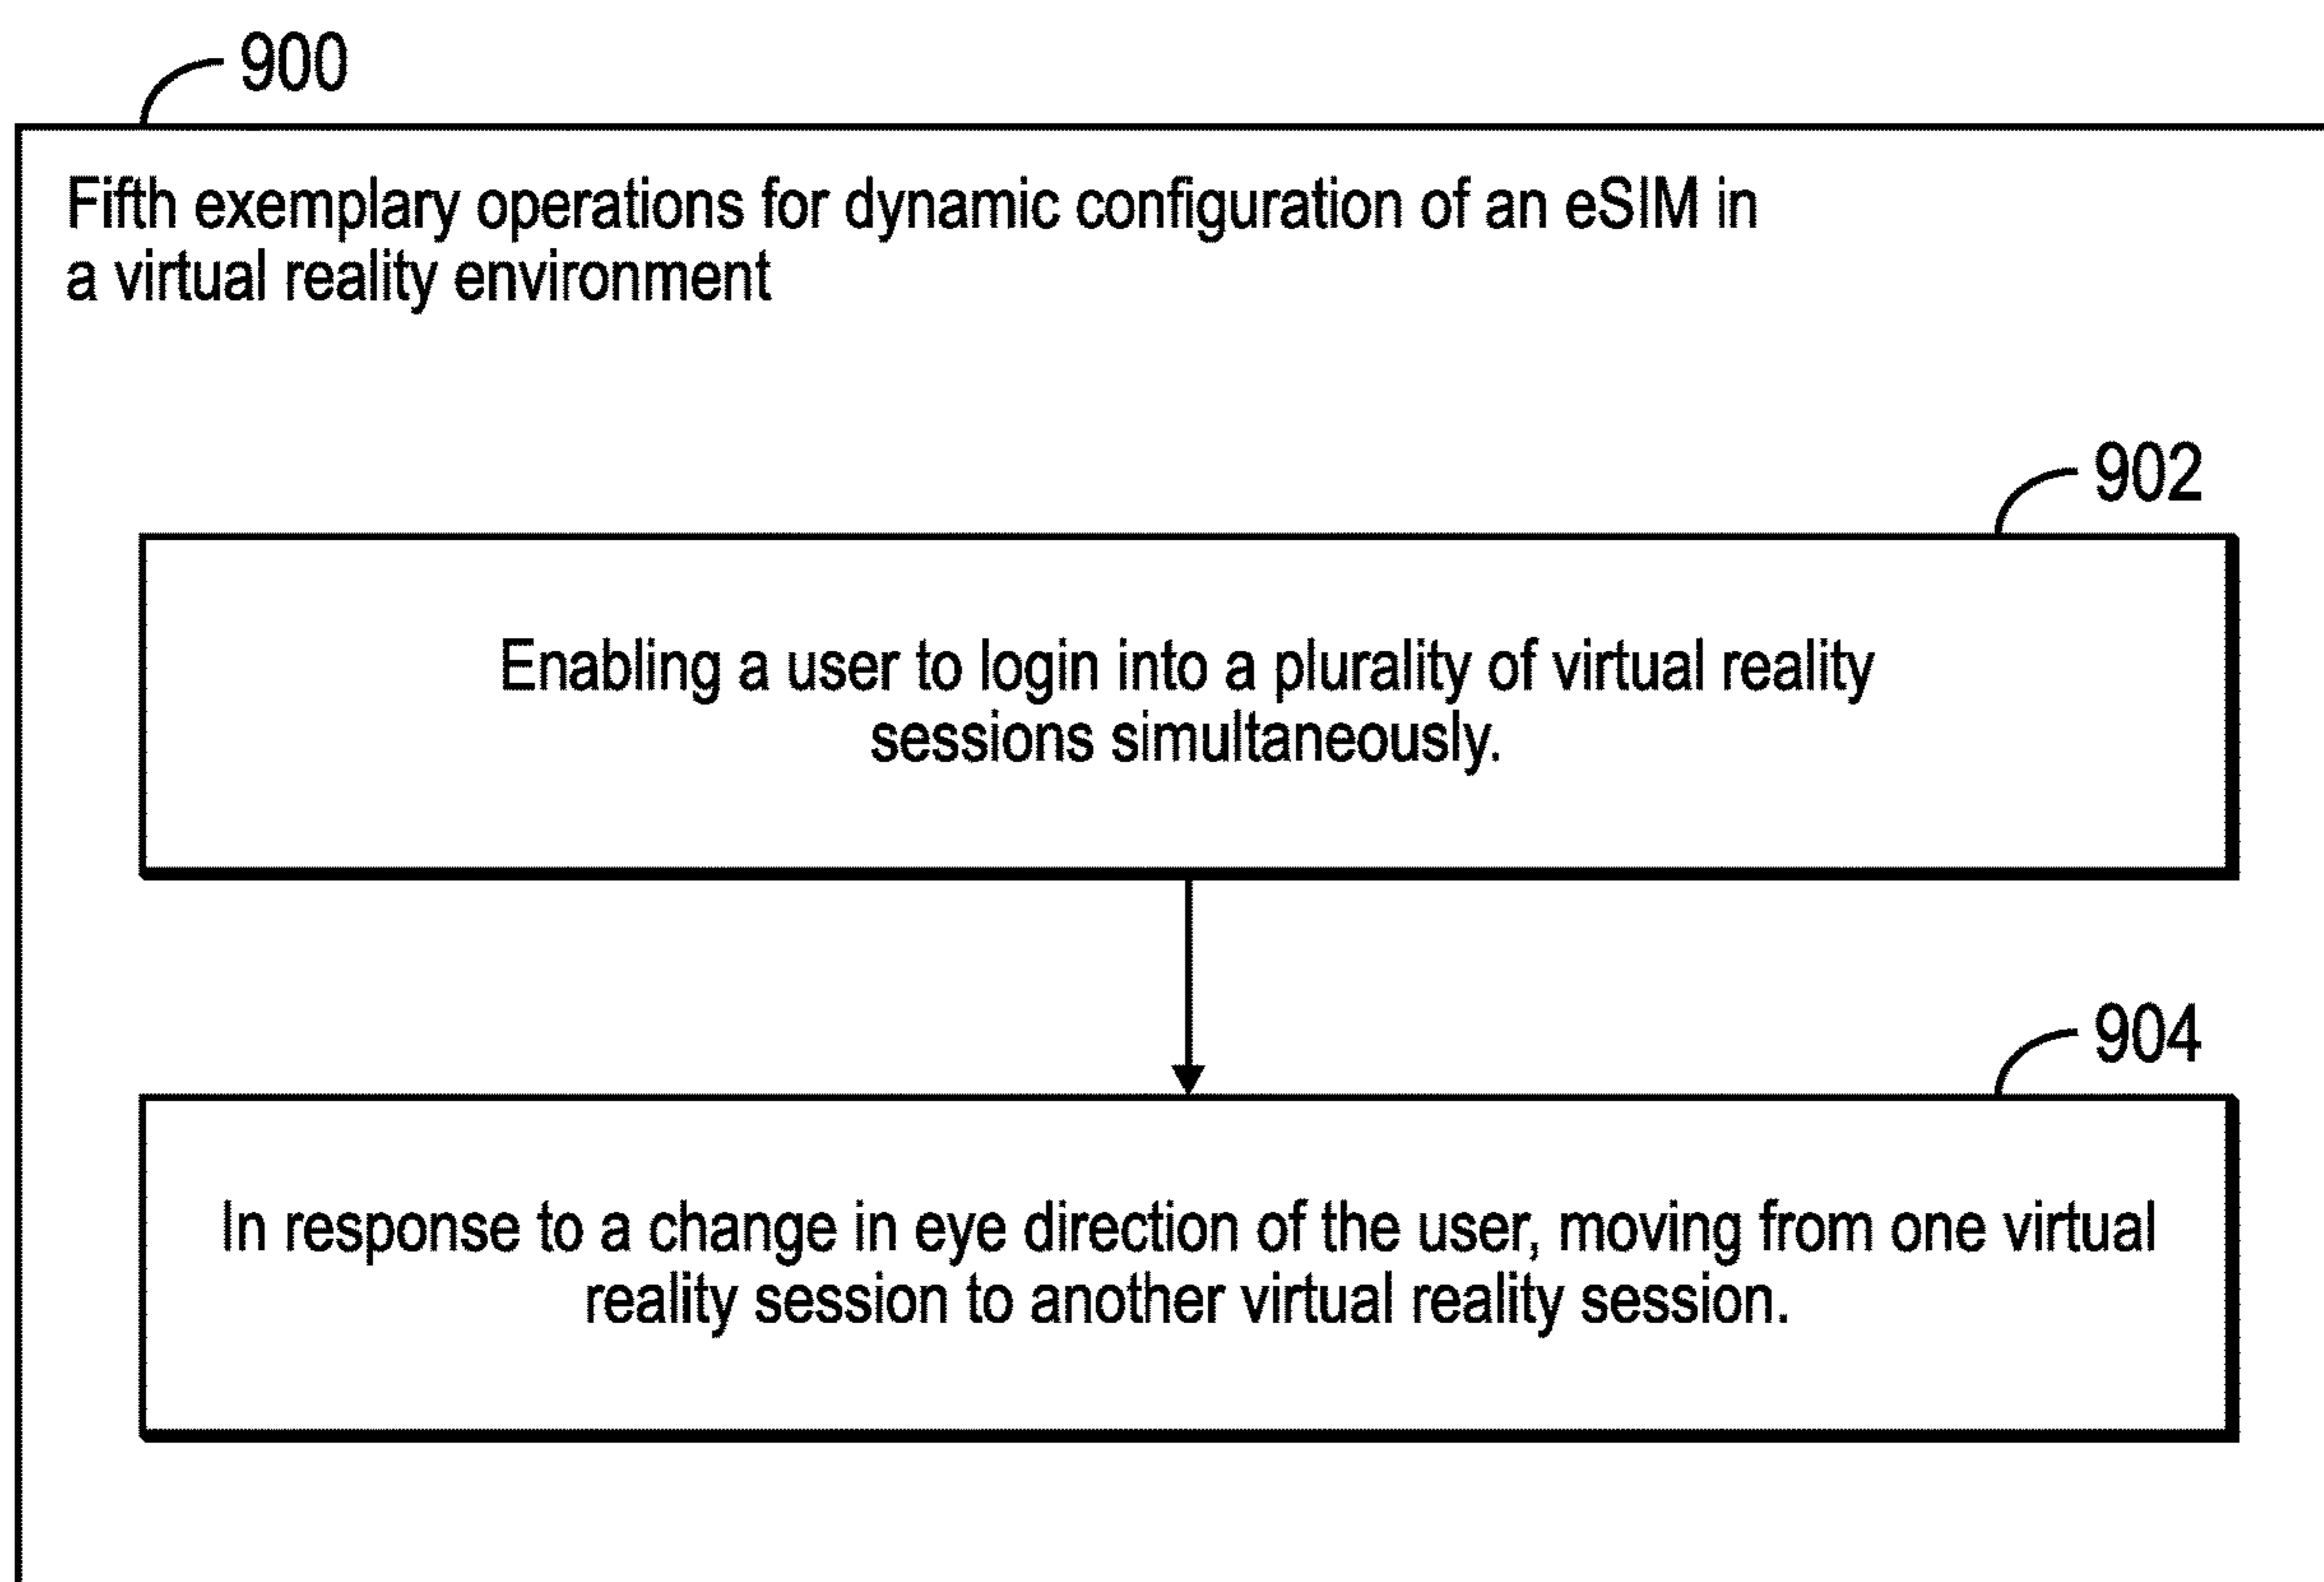 900
Fifth exemplary operations for dynamic configuration of an eSIM in
a virtual reality environment
902
Enabling a user to login into a plurality of virtual reality
sessions simultaneously.
904
In response to a change in eye direction of the user, moving from one virtual
reality session to another virtual reality session.